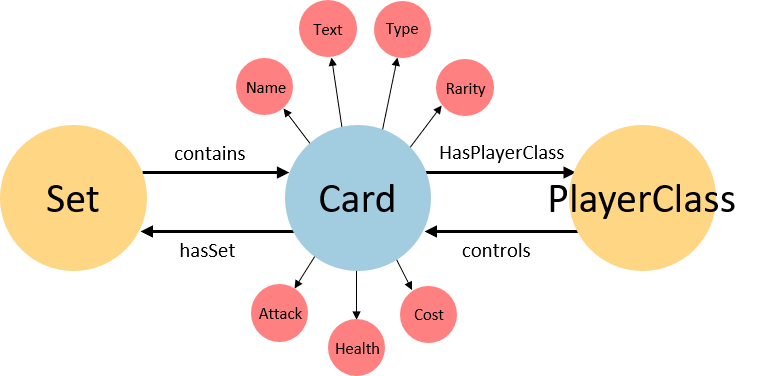 Text
Type
Name
Rarity
contains
HasPlayerClass
Set
Card
PlayerClass
hasSet
controls
Attack
Cost
Health